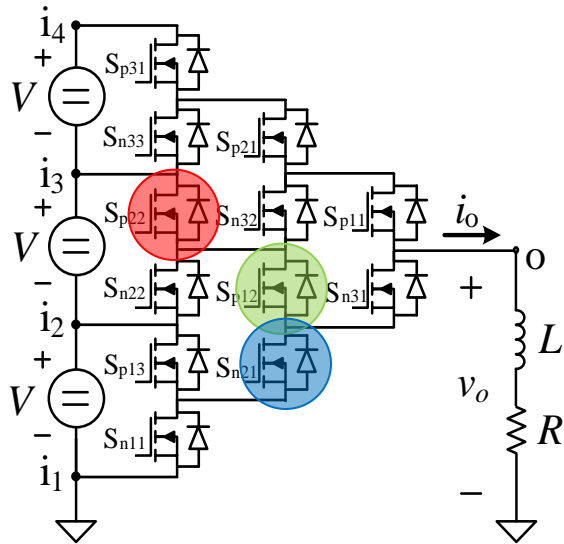 i4
+
Sp31
V
−
Sn33
Sp21
i3
+
Sp22
Sn32
Sp11
io
o
V
−
Sn22
Sp12
Sn31
+
i2
+
Sp13
Sn21
vo
L
V
−
Sn11
R
i1
−